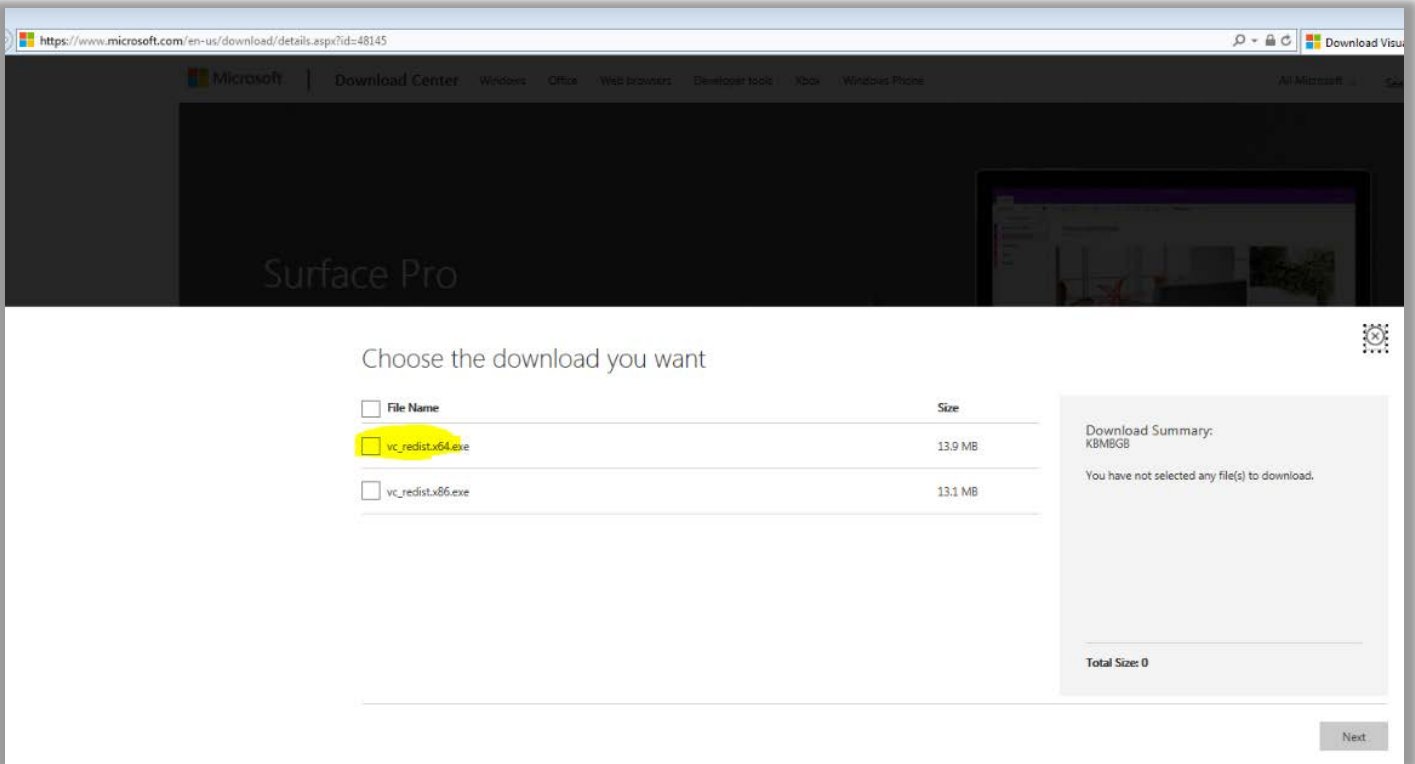 https://www.microsoft.com/en-us/download/details.aspx?id=48145
Download Visua
Microsoft | Download Center Windows Office Web browsers Developer tools Xbox Windows Phone All Microsoft
Surface Pro
Choose the download you want
File Name Size
vc_redist.x64.exe 13.9 MB
vc_redist.x86.exe 13.1 MB
Download Summary:
KBMBGB
You have not selected any file(s) to download.
Total Size: 0
Next